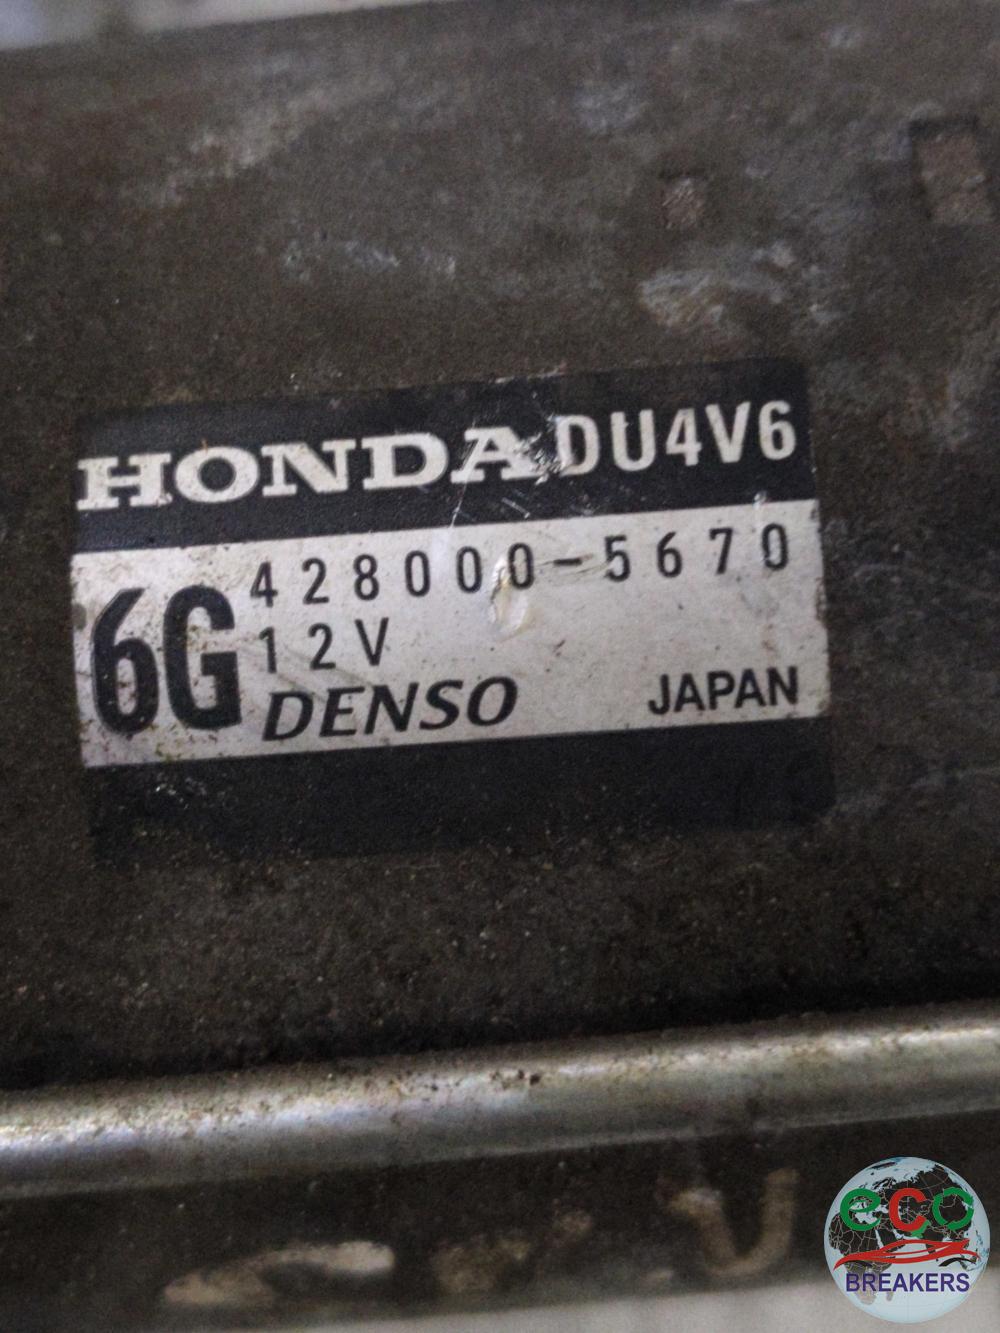 HONDA DU4V6
6G 428000-5670
12V
DENSO JAPAN
eco
BREAKERS